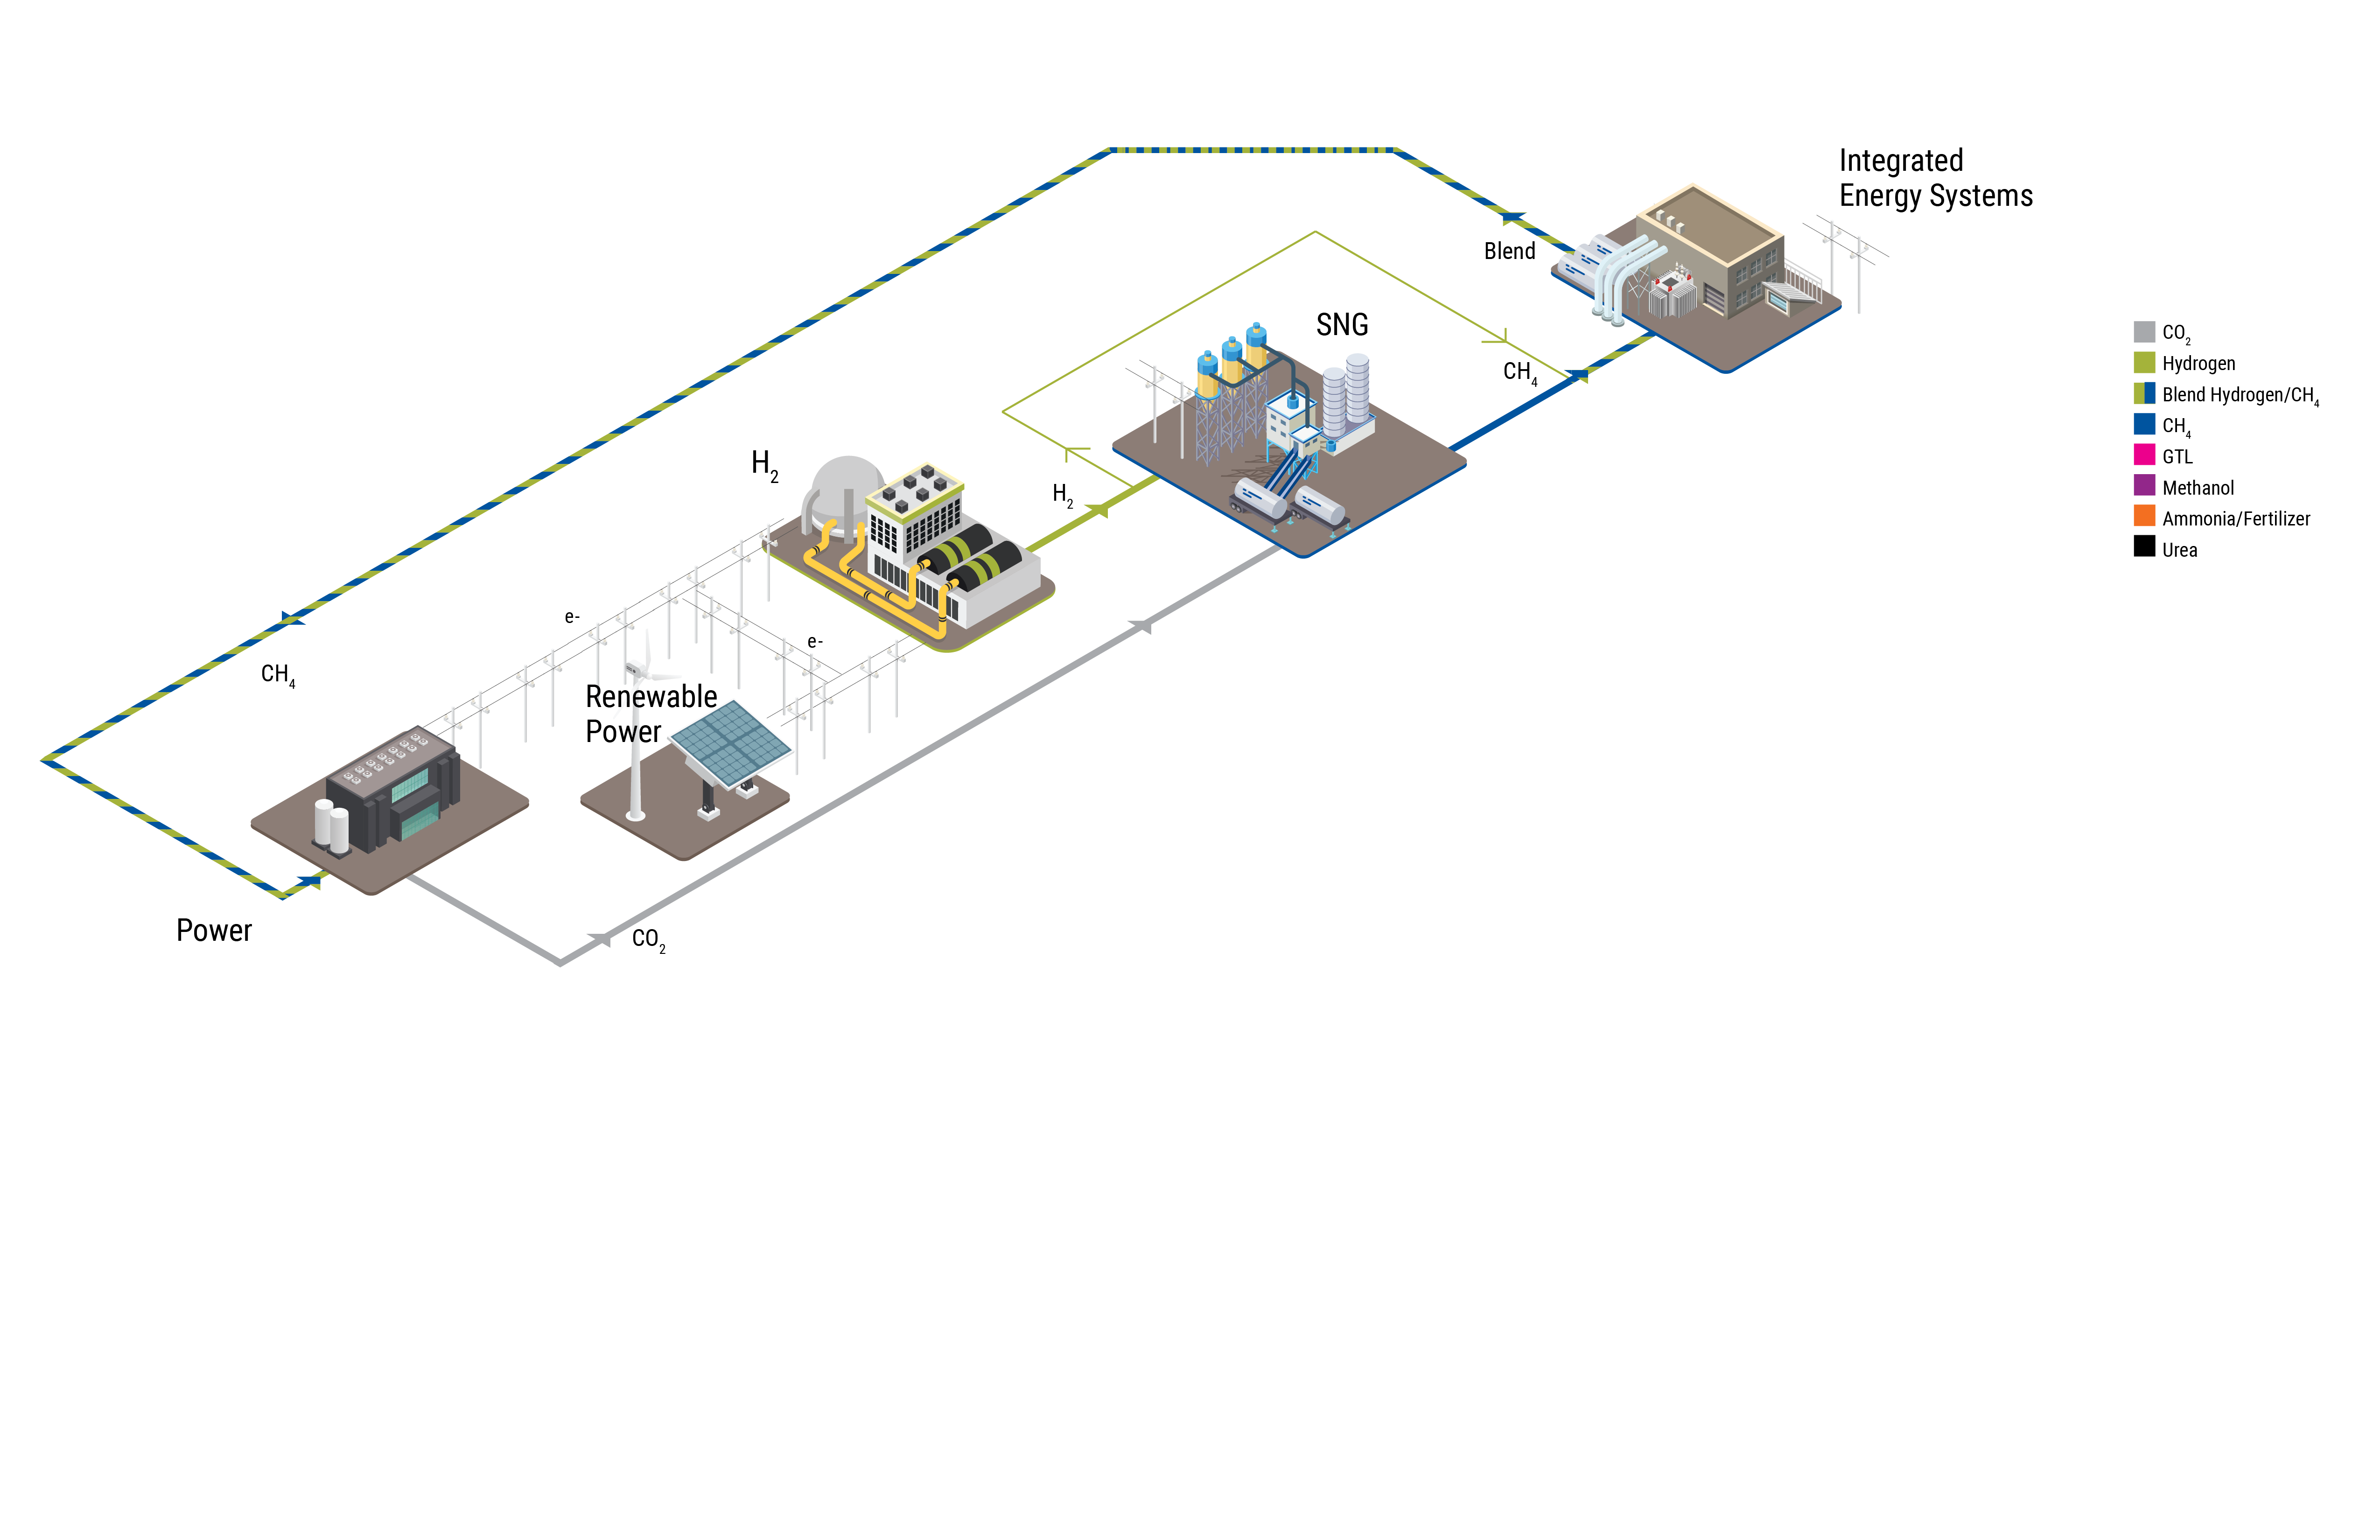 Integrated
Energy Systems
Blend
SNG
CH₄
H₂
H₂
e-
e-
CH₄
Renewable
Power
Power
CO₂
CO₂
Hydrogen
Blend Hydrogen/CH₄
CH₄
GTL
Methanol
Ammonia/Fertilizer
Urea